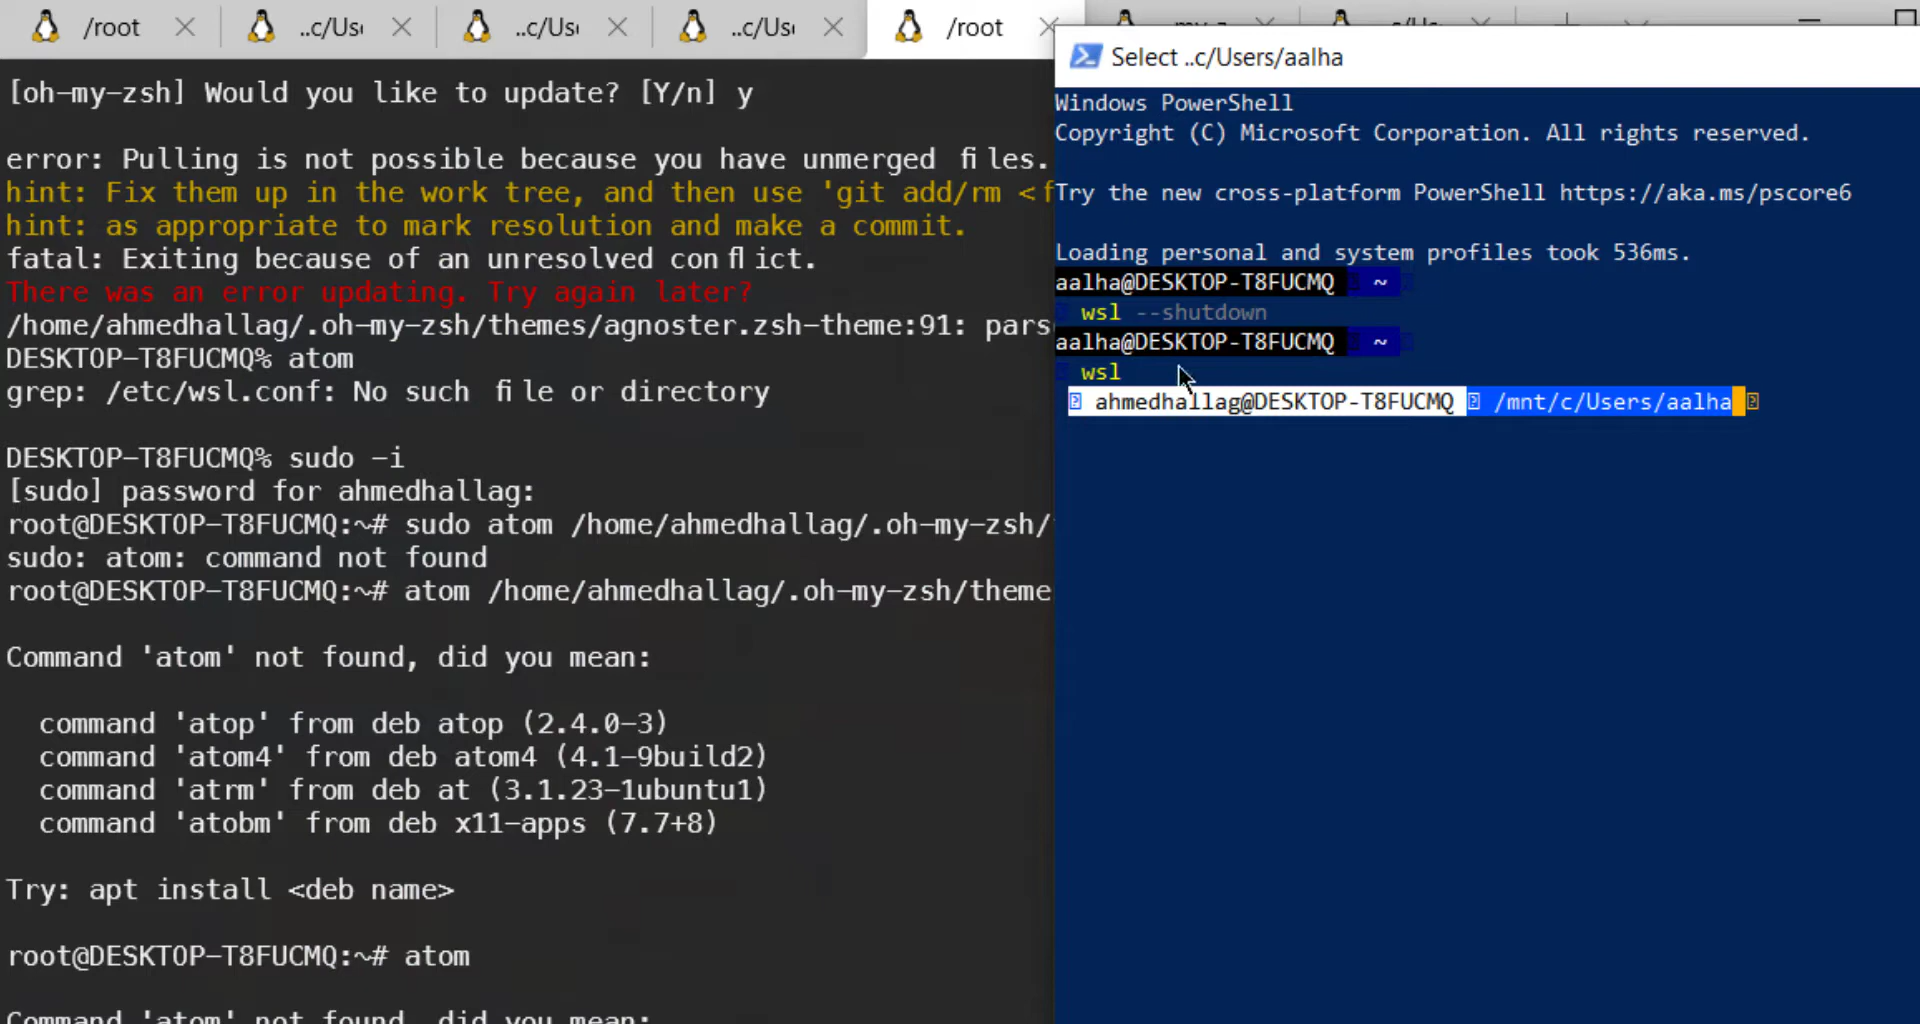 /root
..c/Use
..c/Use
..c/Use
/root
[oh-my-zsh] Would you like to update? [Y/n] y
error: Pulling is not possible because you have unmerged files.
hint: Fix them up in the work tree, and then use 'git add/rm <f
hint: as appropriate to mark resolution and make a commit.
fatal: Exiting because of an unresolved conflict.
There was an error updating. Try again later?
/home/ahmedhallag/.oh-my-zsh/themes/agnoster.zsh-theme:91: pars
DESKTOP-T8FUCMQ% atom
grep: /etc/wsl.conf: No such file or directory
DESKTOP-T8FUCMQ% sudo -i
[sudo] password for ahmedhallag:
root@DESKTOP-T8FUCMQ:~# sudo atom /home/ahmedhallag/.oh-my-zsh/
sudo: atom: command not found
root@DESKTOP-T8FUCMQ:~# atom /home/ahmedhallag/.oh-my-zsh/theme
Command 'atom' not found, did you mean:
command 'atop' from deb atop (2.4.0-3)
command 'atom4' from deb atom4 (4.1-9build2)
command 'atrm' from deb at (3.1.23-1ubuntu1)
command 'atobm' from deb x11-apps (7.7+8)
Try: apt install <deb name>
root@DESKTOP-T8FUCMQ:~# atom
Command 'atom' not found, did you mean:
Select ..c/Users/aalha
Windows PowerShell
Copyright (C) Microsoft Corporation. All rights reserved.
Try the new cross-platform PowerShell https://aka.ms/pscore6
Loading personal and system profiles took 536ms.
aalha@DESKTOP-T8FUCMQ ~
wsl --shutdown
aalha@DESKTOP-T8FUCMQ ~
wsl
ahmedhallag@DESKTOP-T8FUCMQ /mnt/c/Users/aalha